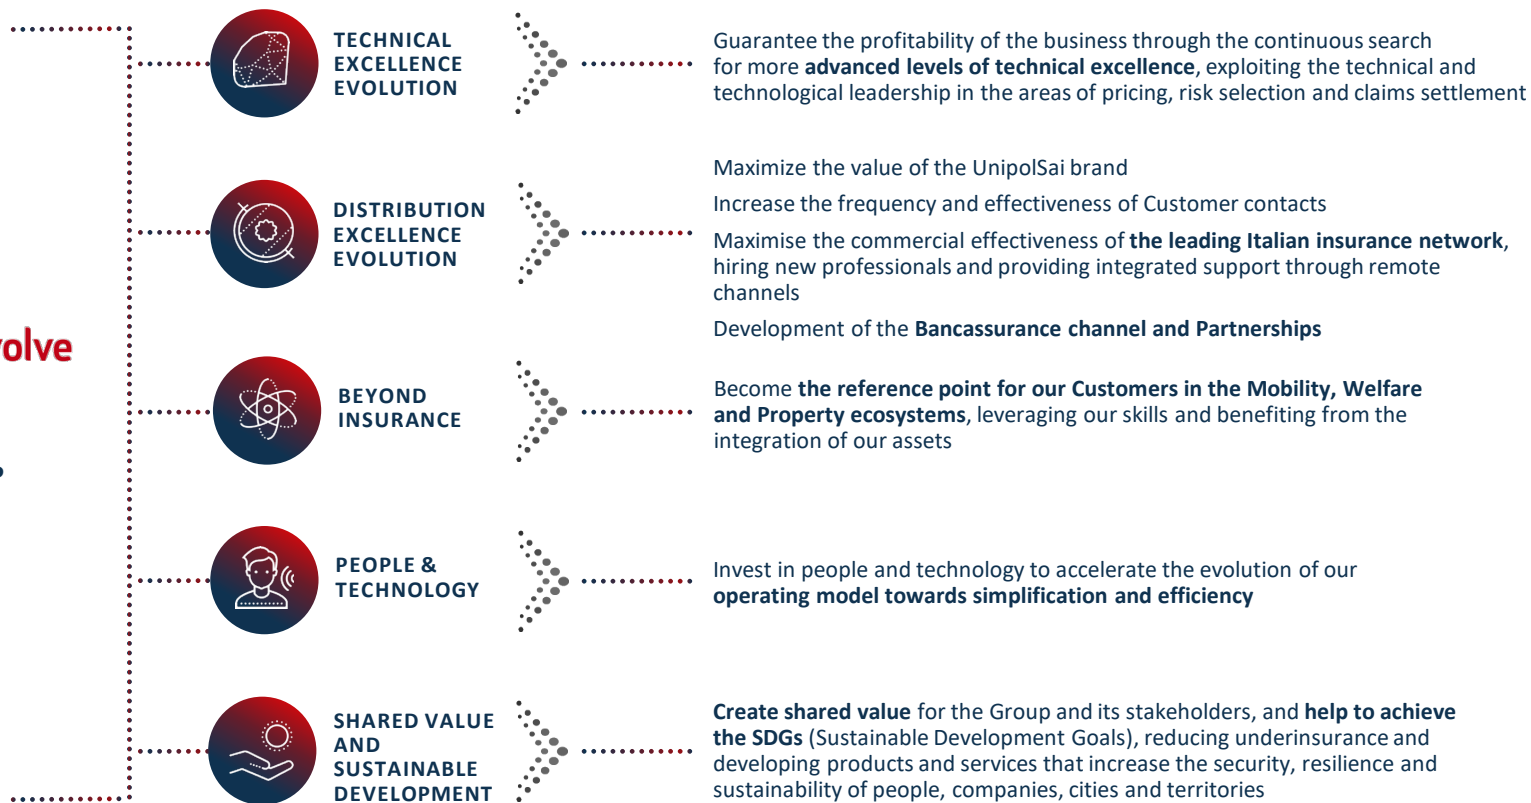 TECHNICAL
EXCELLENCE
EVOLUTION
Guarantee the profitability of the business through the continuous search
for more advanced levels of technical excellence, exploiting the technical and
technological leadership in the areas of pricing, risk selection and claims settlement
DISTRIBUTION
EXCELLENCE
EVOLUTION
Maximize the value of the UnipolSai brand
Increase the frequency and effectiveness of Customer contacts
Maximise the commercial effectiveness of the leading Italian insurance network,
hiring new professionals and providing integrated support through remote
channels
Development of the Bancassurance channel and Partnerships
olve
BEYOND
INSURANCE
Become the reference point for our Customers in the Mobility, Welfare
and Property ecosystems, leveraging our skills and benefiting from the
integration of our assets
PEOPLE &
TECHNOLOGY
Invest in people and technology to accelerate the evolution of our
operating model towards simplification and efficiency
SHARED VALUE
AND
SUSTAINABLE
DEVELOPMENT
Create shared value for the Group and its stakeholders, and help to achieve
the SDGs (Sustainable Development Goals), reducing underinsurance and
developing products and services that increase the security, resilience and
sustainability of people, companies, cities and territories